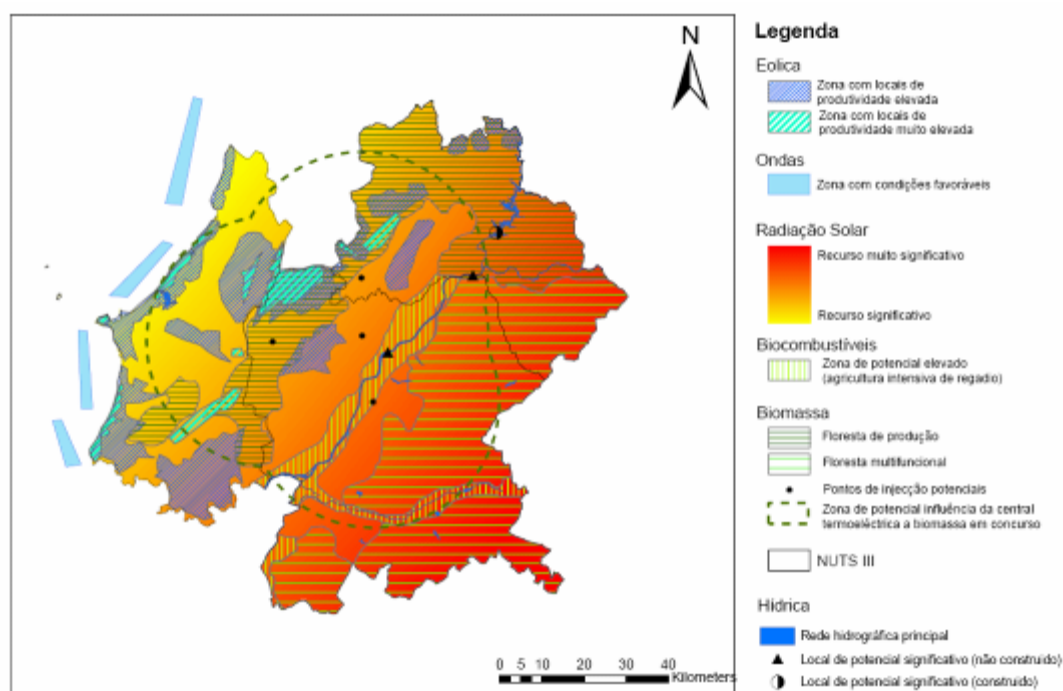 N
0 5 10 20 30 40
Kilometers
Legenda
Eolica
Zona com locais de
produtividade elevada
Zona com locais de
produtividade muito elevada
Ondas
Zona com condições favoráveis
Radiação Solar
Recurso muito significativo
Recurso significativo
Biocombustíveis
Zona de potencial elevado
(agricultura intensiva de regadio)
Biomassa
Floresta de produção
Floresta multifuncional
Pontos de injecção potenciais
Zona de potencial influência da central
termoeléctrica a biomassa em concurso
NUTS III
Hídrica
Rede hidrográfica principal
Local de potencial significativo (não construido)
Local de potencial significativo (construido)